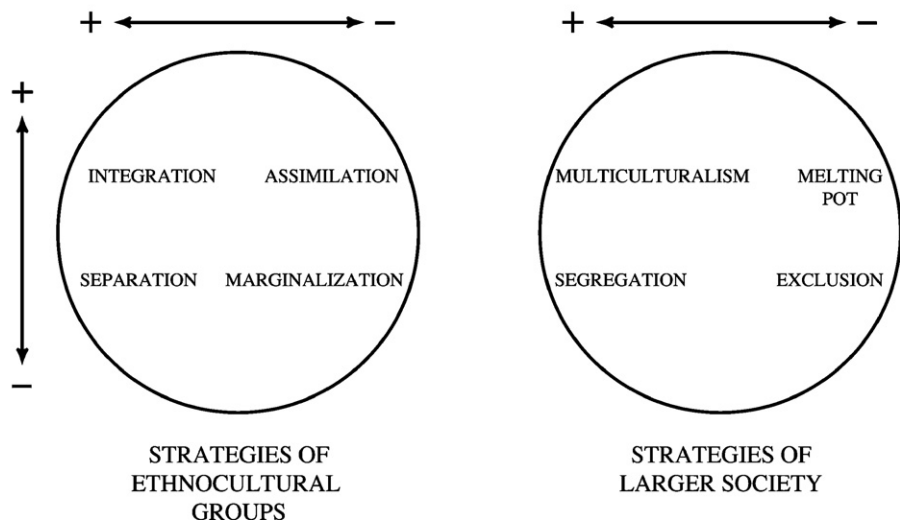 + −
+ −
+
INTEGRATION ASSIMILATION
SEPARATION MARGINALIZATION
−
MULTICULTURALISM MELTING
POT
SEGREGATION EXCLUSION
STRATEGIES OF
ETHNOCULTURAL
GROUPS
STRATEGIES OF
LARGER SOCIETY